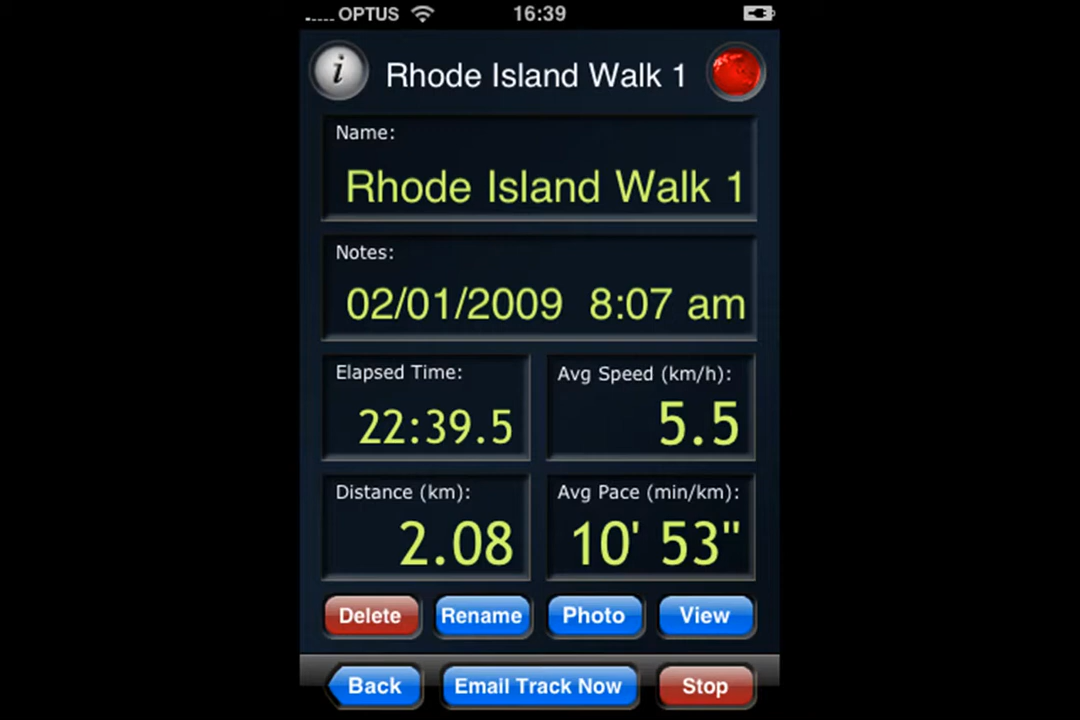 OPTUS 16:39
i Rhode Island Walk 1
Name:
Rhode Island Walk 1
Notes:
02/01/2009 8:07 am
Elapsed Time:
22:39.5
Avg Speed (km/h):
5.5
Distance (km):
2.08
Avg Pace (min/km):
10' 53"
Delete Rename Photo View
Back Email Track Now Stop